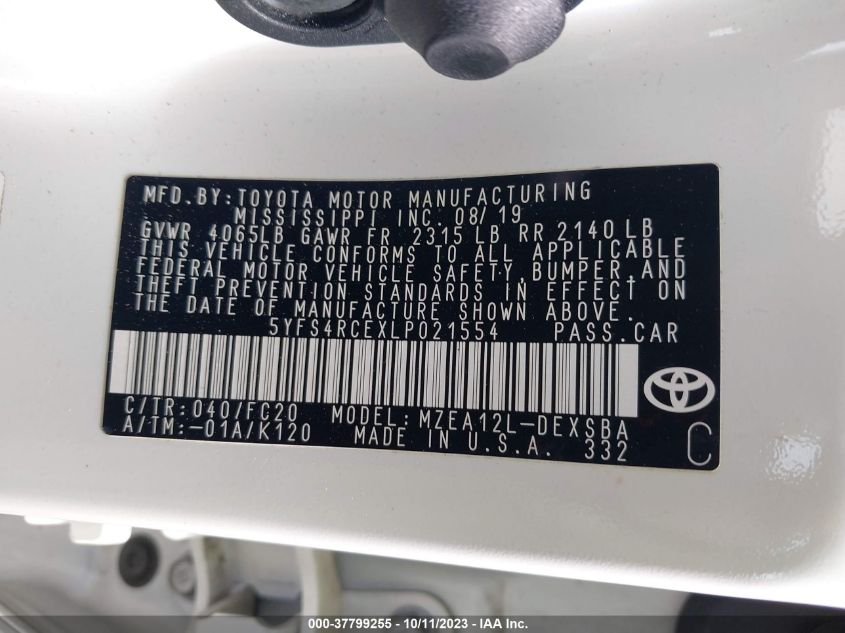 MFD. BY: TOYOTA MOTOR MANUFACTURING
MISSISSIPPI INC. 08/19
GVWR 4065LB GAWR FR 2315 LB RR 2140 LB
THIS VEHICLE CONFORMS TO ALL APPLICABLE
FEDERAL MOTOR VEHICLE SAFETY, BUMPER, AND
THEFT PREVENTION STANDARDS IN EFFECT ON
THE DATE OF MANUFACTURE SHOWN ABOVE.
5YFS4RCEXLP021554 PASS. CAR
C/TR: 040/FC20 MODEL: MZEA12L-DEXSBA
A/TM: -01A/K120 MADE IN U.S.A. 332 C
000-37799255 - 10/11/2023 - IAA Inc.